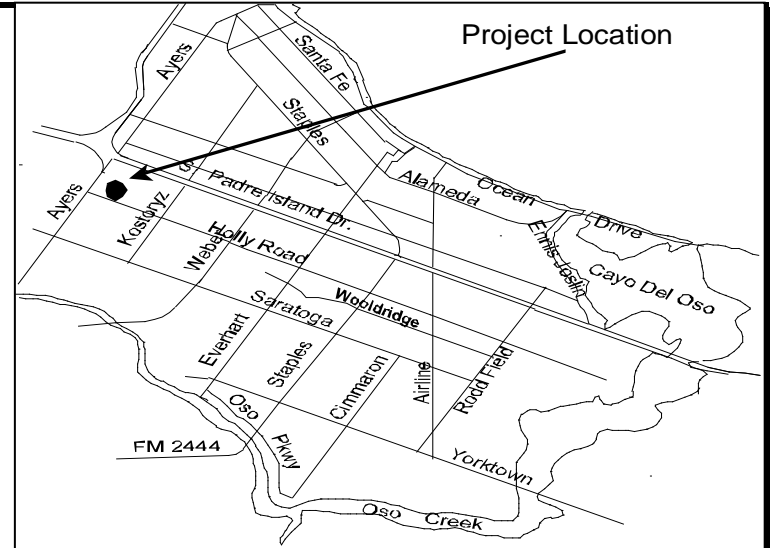 Project Location
Ayers
Santa Fe
Staples
Alameda
Ocean
Drive
S. Padre Island Dr.
Ennis Joslin
Cayo Del Oso
Ayers
Kostoryz
Weber
Holly Road
Wooldridge
Saratoga
Everhart
Staples
Cimmaron
Airline
Rodd Field
Oso
Pkwy
FM 2444
Yorktown
Oso Creek